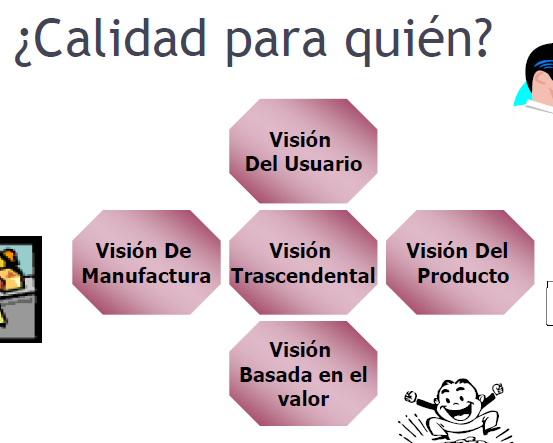 ¿Calidad para quién?
Visión
Del Usuario
Visión De
Manufactura
Visión
Trascendental
Visión Del
Producto
Visión
Basada en el
valor